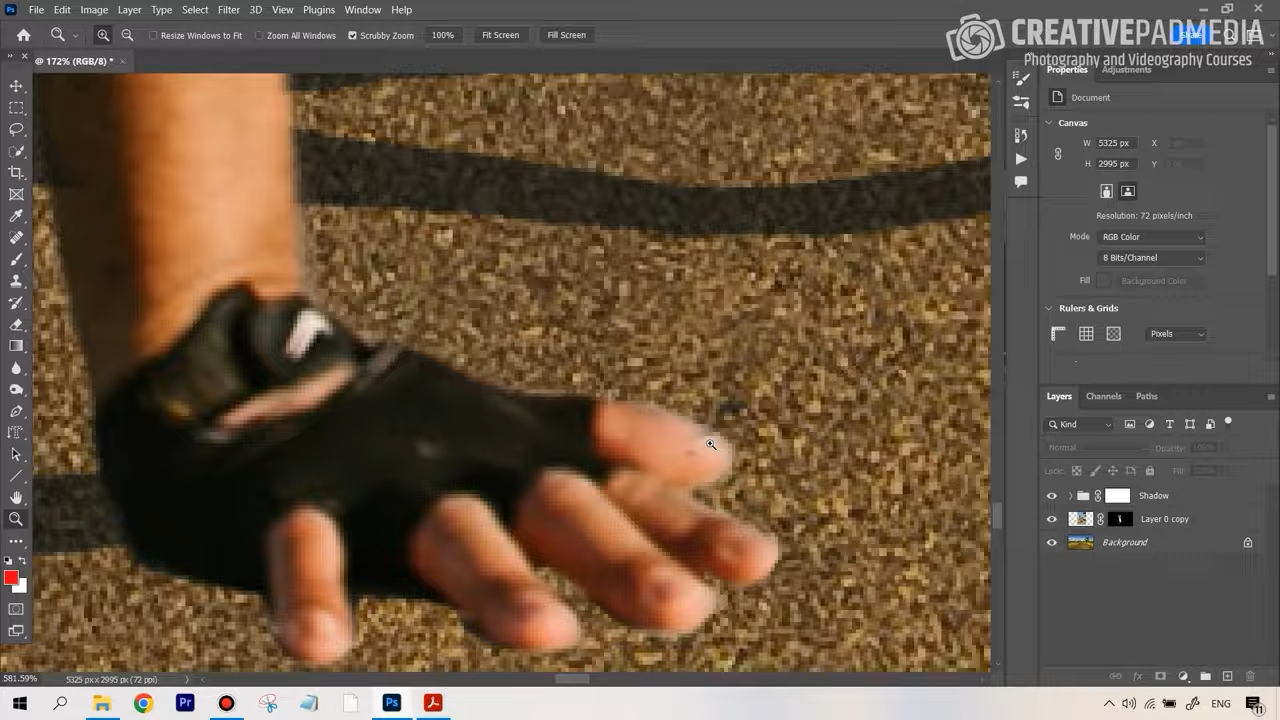 File Edit Image Layer Type Select Filter 3D View Plugins Window Help
CREATIVEPADMEDIA
Photography and Videography Courses
Resize Windows to Fit Zoom All Windows Scrubby Zoom 100% Fit Screen Fill Screen
@ 172% (RGB/8) *
Properties Adjustments
Document
Canvas
W 5325 px X
H 2995 px Y
Resolution: 72 pixels/inch
Mode RGB Color
8 Bits/Channel
Fill Background Color
Rulers & Grids
Pixels
Layers Channels Paths
Kind
Normal Opacity: 100%
Lock: Fill:
Shadow
Layer 0 copy
Background
581.59% 5325 px x 2995 px (72 ppi)
ENG
11